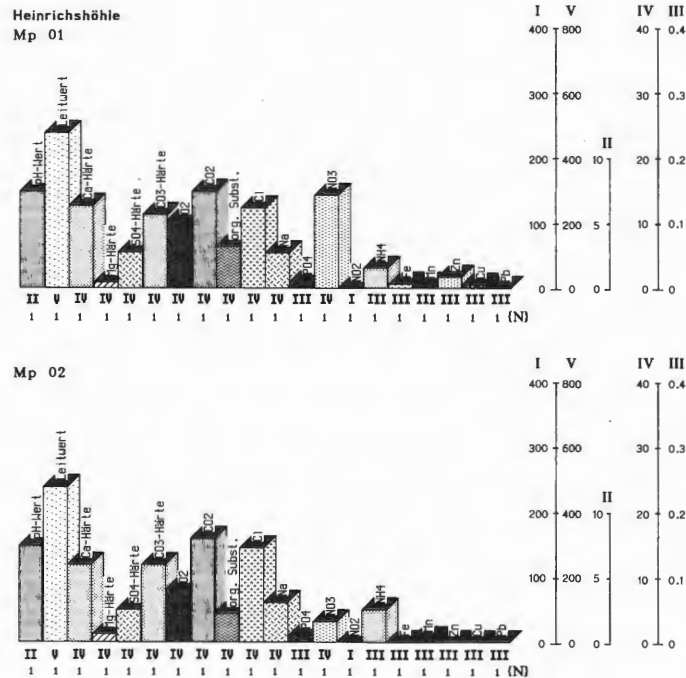 Heinrichshöhle
Mp 01
I V IV III
400 800 40 0.4
300 600 30 0.3
II
200 400 10 20 0.2
100 200 5 10 0.1
0 0 0 0 0
pH-Wert Leitwert Ca-Härte Mg-Härte SO4-Härte CO3-Härte O2 CO2 org. Subst. Cl Na PO4 NO3 NO2 NH4 Fe Mn Zn Cu Pb
II V IV IV IV IV IV IV IV IV IV III IV I III III III III III III
1 1 1 1 1 1 1 1 1 1 1 1 1 1 1 1 1 1 1 1 (N)
Mp 02
I V IV III
400 800 40 0.4
300 600 30 0.3
II
200 400 10 20 0.2
100 200 5 10 0.1
0 0 0 0 0
pH-Wert Leitwert Ca-Härte Mg-Härte SO4-Härte CO3-Härte O2 CO2 org. Subst. Cl Na PO4 NO3 NO2 NH4 Fe Mn Zn Cu Pb
II V IV IV IV IV IV IV IV IV IV III IV I III III III III III III
1 1 1 1 1 1 1 1 1 1 1 1 1 1 1 1 1 1 1 1 (N)